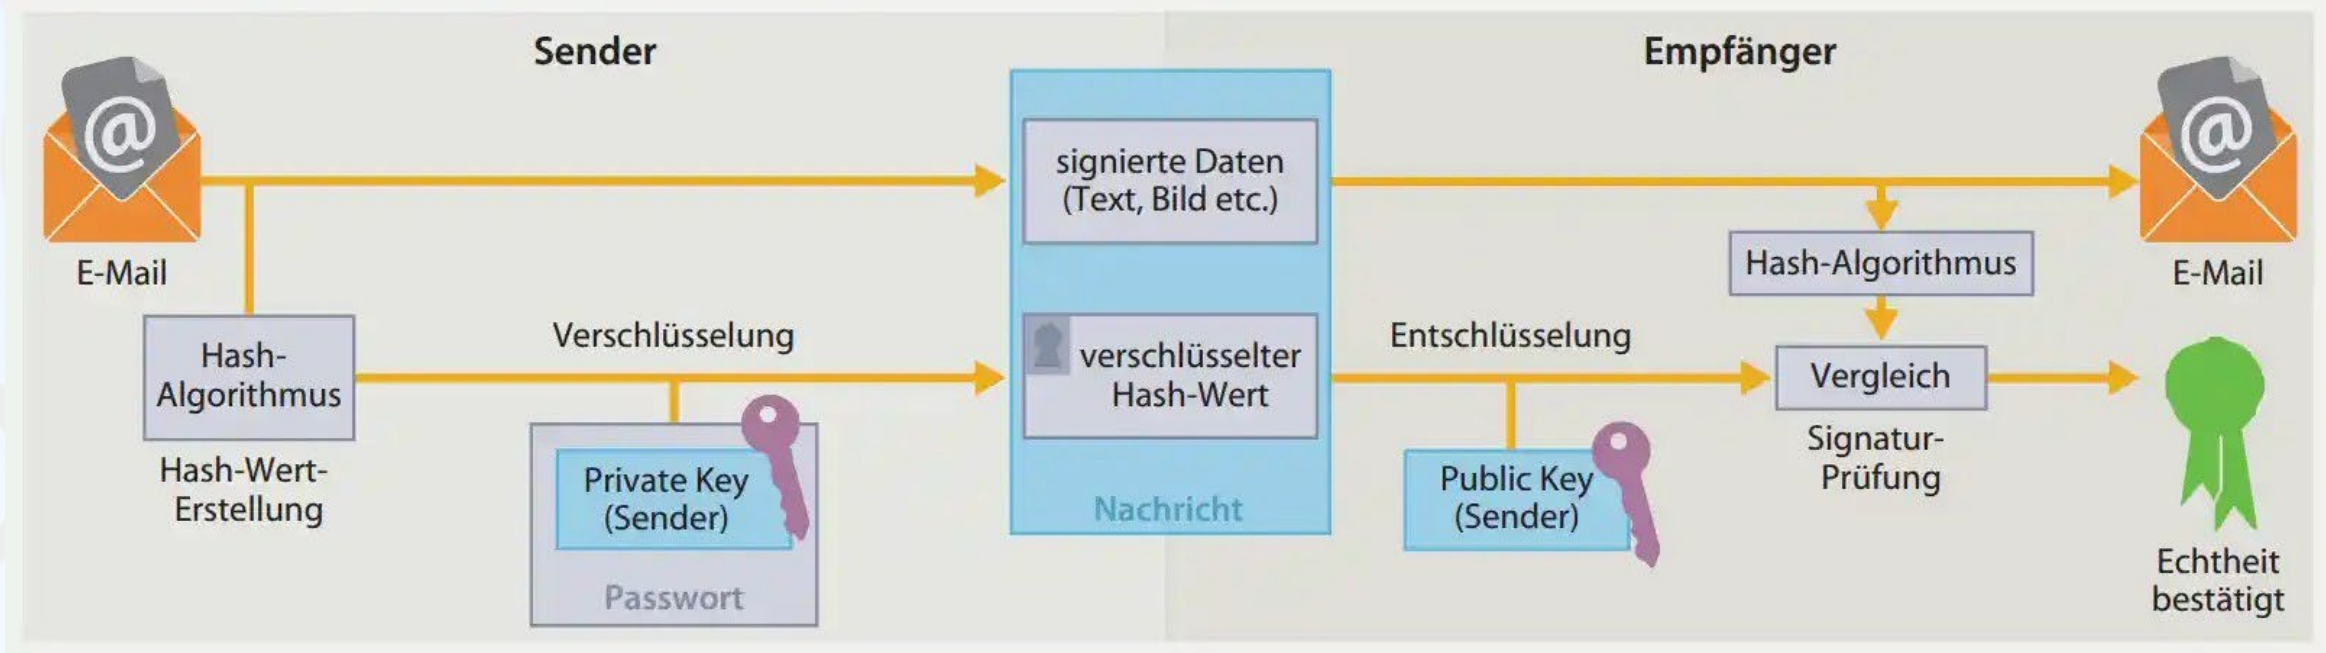 Sender
Empfänger
@
E-Mail
signierte Daten
(Text, Bild etc.)
@
E-Mail
Hash-Algorithmus
Hash-
Algorithmus
Hash-Wert-
Erstellung
Verschlüsselung
Private Key
(Sender)
Passwort
verschlüsselter
Hash-Wert
Nachricht
Entschlüsselung
Public Key
(Sender)
Vergleich
Signatur-
Prüfung
Echtheit
bestätigt